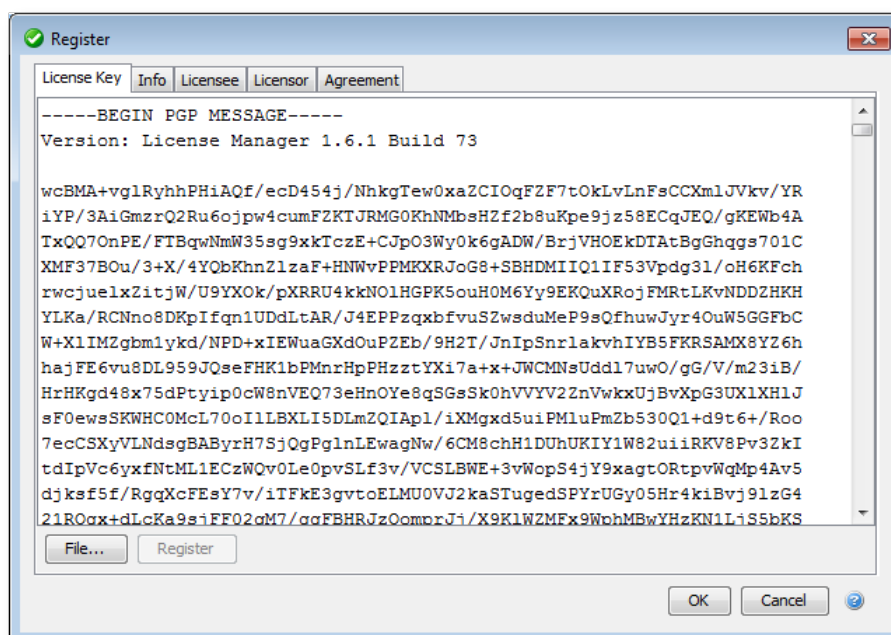 Register
License Key Info Licensee Licensor Agreement
-----BEGIN PGP MESSAGE-----
Version: License Manager 1.6.1 Build 73
wcBMA+vglRyhhPHiAQf/ecD454j/NhkgTew0xaZCIOqFZF7tOkLvLnFsCCXmlJVkv/YR
iYP/3AiGmzrQ2Ru6ojpw4cumFZKTJRMG0KhNMbsHZf2b8uKpe9jz58ECqJEQ/gKEWb4A
TxQQ7OnPE/FTBqwNmW35sg9xkTczE+CJpO3Wy0k6gADW/BrjVHOEkDTAtBgGhqgs701C
XMF37BOu/3+X/4YQbKhnZlzaF+HNWvPPMKXRJoG8+SBHDMIIQ1IF53Vpdg3l/oH6KFch
rwcjuelxZitjW/U9YXOk/pXRRU4kkNOlHGPK5ouH0M6Yy9EKQuXRojFMRtLKvNDDZHKH
YLKa/RCNno8DKpIfqn1UDdLtAR/J4EPPzqxbfvuSZwsduMeP9sQfhuwJyr4OuW5GGFbC
W+XlIMZgbm1ykd/NPD+xIEWuaGXdOuPZEb/9H2T/JnIpSnrlakvhIYB5FKRSAMX8YZ6h
hajFE6vu8DL959JQseFHK1bPMnrHpPHzztYXi7a+x+JWCMNsUddl7uwO/gG/V/m23iB/
HrHKgd48x75dPtyip0cW8nVEQ73eHnOYe8qSGsSk0hVVYV2ZnVwkxUjBvXpG3UXlXHlJ
sF0ewsSKWHC0McL70oIlLBXLI5DLmZQIApl/iXMgxd5uiPMluPmZb530Q1+d9t6+/Roo
7ecCSXyVLNdsgBAByrH7SjQgPglnLEwagNw/6CM8chH1DUhUKIY1W82uiiRKV8Pv3ZkI
tdIpVc6yxfNtML1ECzWQv0Le0pvSLf3v/VCSLBWE+3vWopS4jY9xagtORtpvWqMp4Av5
djksf5f/RgqXcFEsY7v/iTFkE3gvtoELMU0VJ2kaSTugedSPYrUGy05Hr4kiBvj9lzG4
File... Register
OK Cancel